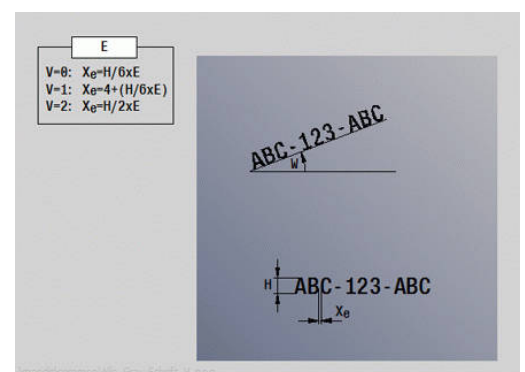 E
V=0: Xe=H/6xE
V=1: Xe=4+(H/6xE)
V=2: Xe=H/2xE
ABC-123-ABC
W
H
ABC-123-ABC
Xe